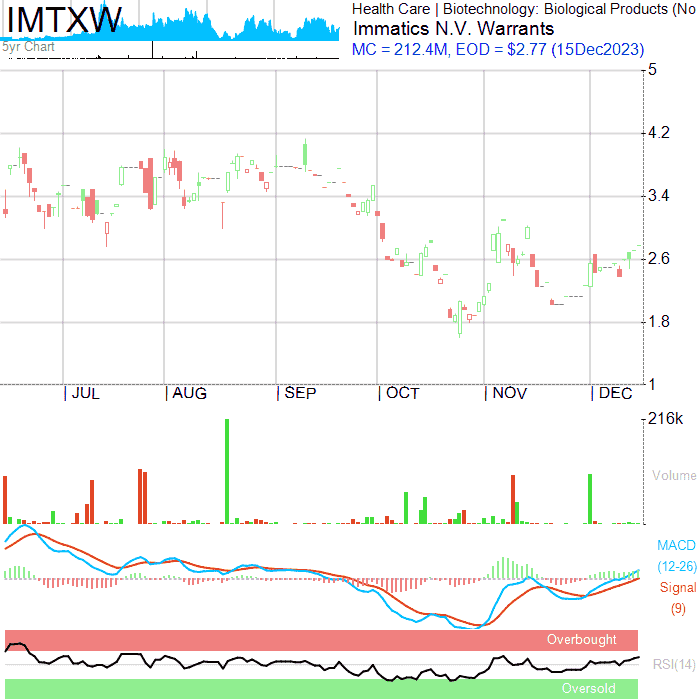 IMTXW
5yr Chart
Health Care | Biotechnology: Biological Products (No
Immatics N.V. Warrants
MC = 212.4M, EOD = $2.77 (15Dec2023)
5
4.2
3.4
2.6
1.8
1
JUL AUG SEP OCT NOV DEC
216k
Volume
MACD
(12-26)
Signal
(9)
Overbought
RSI(14)
Oversold